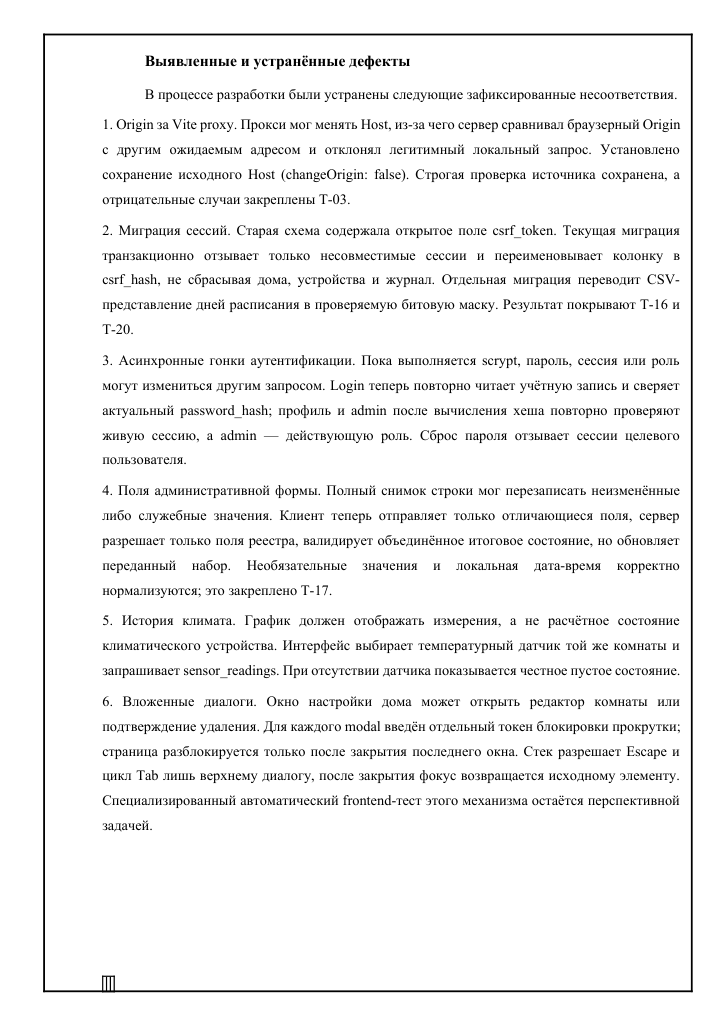 Выявленные и устранённые дефекты
В процессе разработки были устранены следующие зафиксированные несоответствия.
1. Origin за Vite proxy. Прокси мог менять Host, из-за чего сервер сравнивал браузерный Origin
с другим ожидаемым адресом и отклонял легитимный локальный запрос. Установлено
сохранение исходного Host (changeOrigin: false). Строгая проверка источника сохранена, а
отрицательные случаи закреплены T-03.
2. Миграция сессий. Старая схема содержала открытое поле csrf_token. Текущая миграция
транзакционно отзывает только несовместимые сессии и переименовывает колонку в
csrf_hash, не сбрасывая дома, устройства и журнал. Отдельная миграция переводит CSV-
представление дней расписания в проверяемую битовую маску. Результат покрывают T-16 и
T-20.
3. Асинхронные гонки аутентификации. Пока выполняется scrypt, пароль, сессия или роль
могут измениться другим запросом. Login теперь повторно читает учётную запись и сверяет
актуальный password_hash; профиль и admin после вычисления хеша повторно проверяют
живую сессию, а admin — действующую роль. Сброс пароля отзывает сессии целевого
пользователя.
4. Поля административной формы. Полный снимок строки мог перезаписать неизменённые
либо служебные значения. Клиент теперь отправляет только отличающиеся поля, сервер
разрешает только поля реестра, валидирует объединённое итоговое состояние, но обновляет
переданный набор. Необязательные значения и локальная дата-время корректно
нормализуются; это закреплено T-17.
5. История климата. График должен отображать измерения, а не расчётное состояние
климатического устройства. Интерфейс выбирает температурный датчик той же комнаты и
запрашивает sensor_readings. При отсутствии датчика показывается честное пустое состояние.
6. Вложенные диалоги. Окно настройки дома может открыть редактор комнаты или
подтверждение удаления. Для каждого modal введён отдельный токен блокировки прокрутки;
страница разблокируется только после закрытия последнего окна. Стек разрешает Escape и
цикл Tab лишь верхнему диалогу, после закрытия фокус возвращается исходному элементу.
Специализированный автоматический frontend-тест этого механизма остаётся перспективной
задачей.